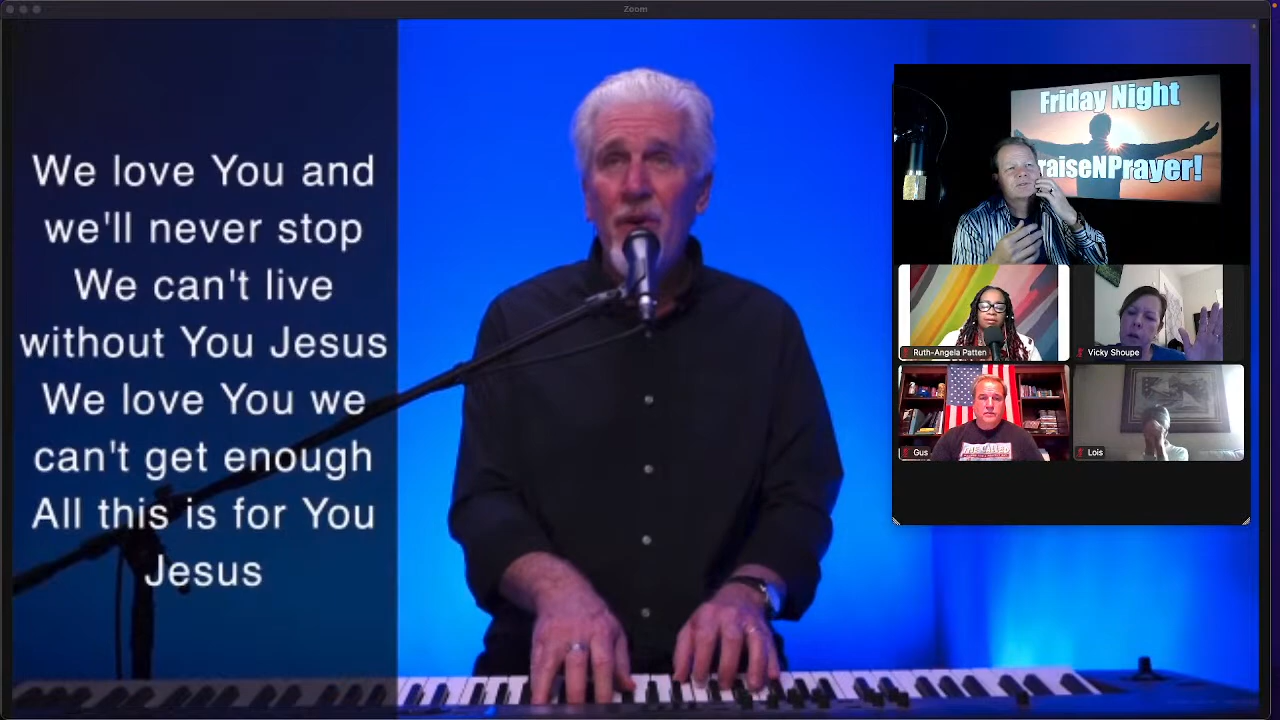 Zoom
We love You and
we'll never stop
We can't live
without You Jesus
We love You we
can't get enough
All this is for You
Jesus
Friday Night
raiseNPrayer!
Ruth-Angela Patten
Vicky Shoupe
Gus
Lois